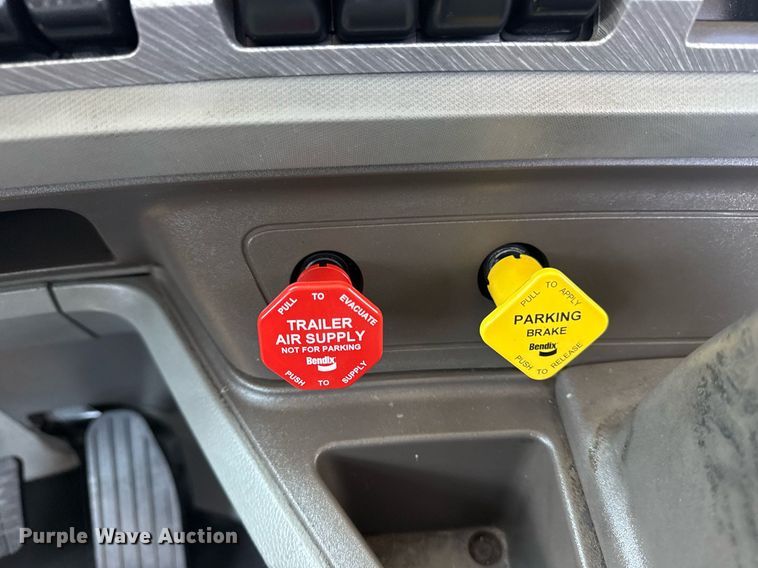 PULL TO EVACUATE
TRAILER
AIR SUPPLY
NOT FOR PARKING
Bendix
PUSH TO SUPPLY
PULL TO APPLY
PARKING
BRAKE
Bendix
PUSH TO RELEASE
Purple Wave Auction